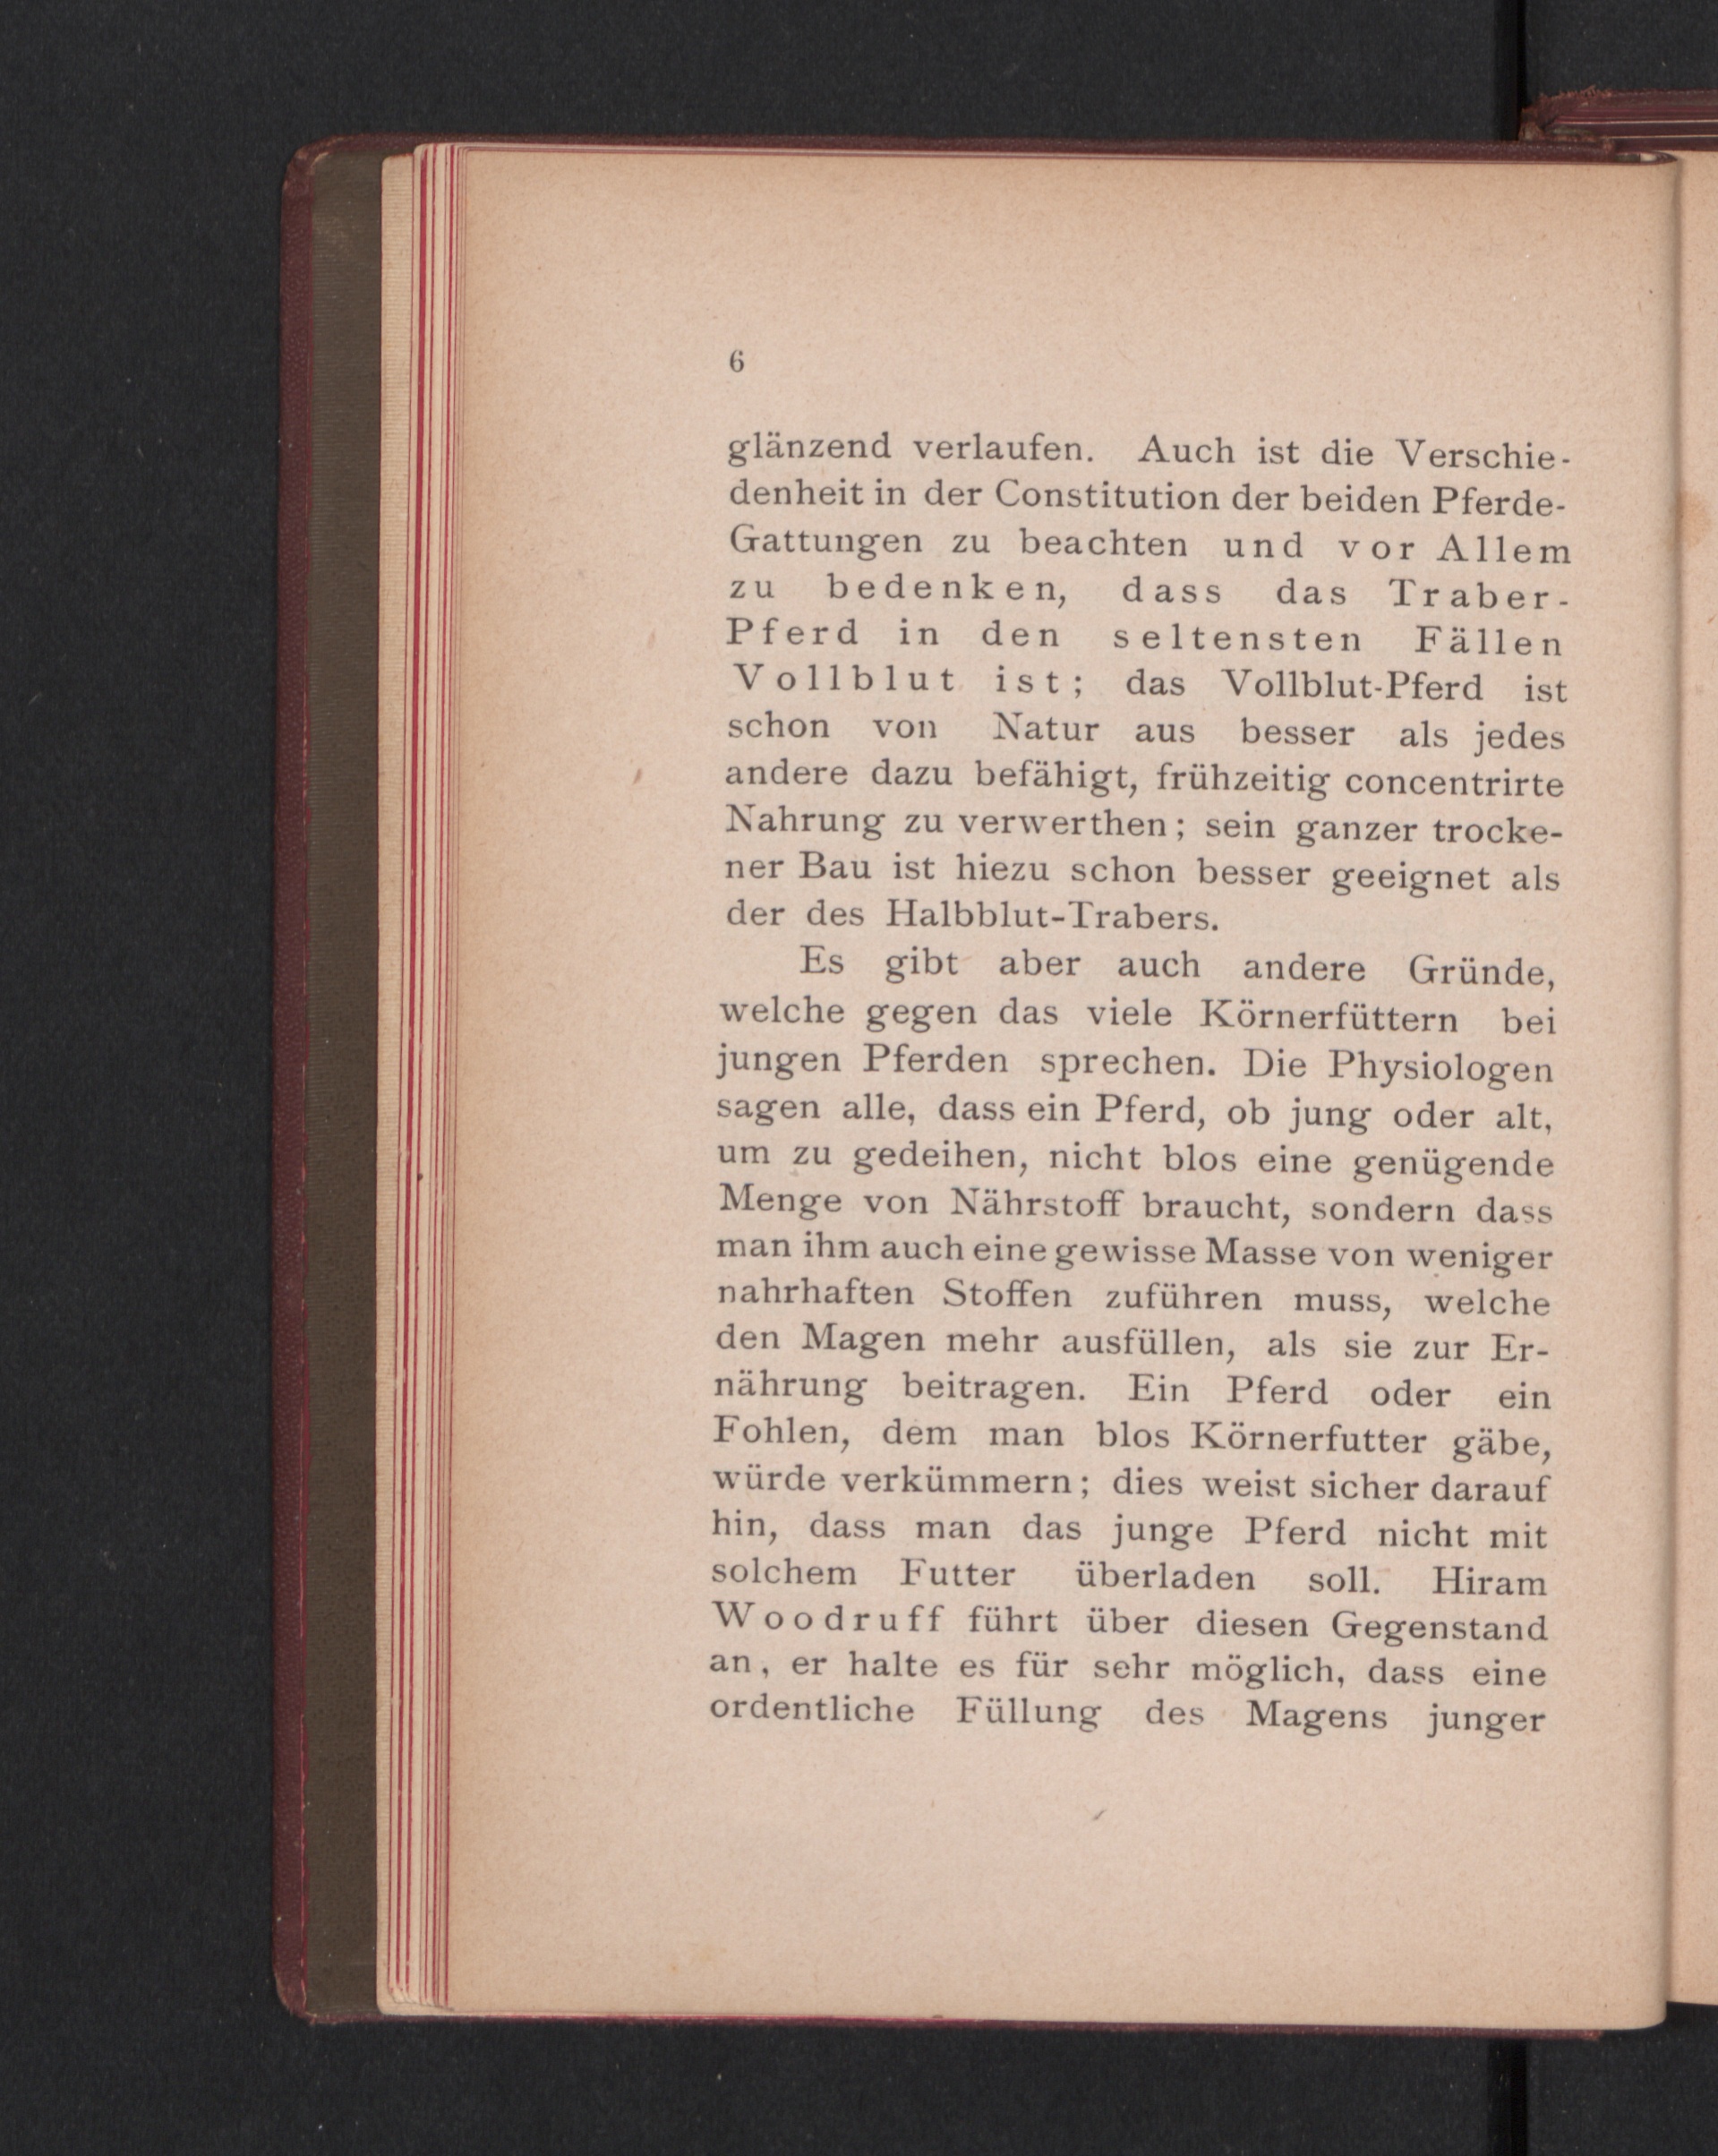 6
glänzend verlaufen. Auch ist die Verschie-
denheit in der Constitution der beiden Pferde-
Gattungen zu beachten und vor Allem
zu bedenken, dass das Traber-
Pferd in den seltensten Fällen
Vollblut ist; das Vollblut-Pferd ist
schon von Natur aus besser als jedes
andere dazu befähigt, frühzeitig concentrirte
Nahrung zu verwerthen; sein ganzer trocke-
ner Bau ist hiezu schon besser geeignet als
der des Halbblut-Trabers.
Es gibt aber auch andere Gründe,
welche gegen das viele Körnerfüttern bei
jungen Pferden sprechen. Die Physiologen
sagen alle, dass ein Pferd, ob jung oder alt,
um zu gedeihen, nicht blos eine genügende
Menge von Nährstoff braucht, sondern dass
man ihm auch eine gewisse Masse von weniger
nahrhaften Stoffen zuführen muss, welche
den Magen mehr ausfüllen, als sie zur Er-
nährung beitragen. Ein Pferd oder ein
Fohlen, dem man blos Körnerfutter gäbe,
würde verkümmern; dies weist sicher darauf
hin, dass man das junge Pferd nicht mit
solchem Futter überladen soll. Hiram
Woodruff führt über diesen Gegenstand
an, er halte es für sehr möglich, dass eine
ordentliche Füllung des Magens junger